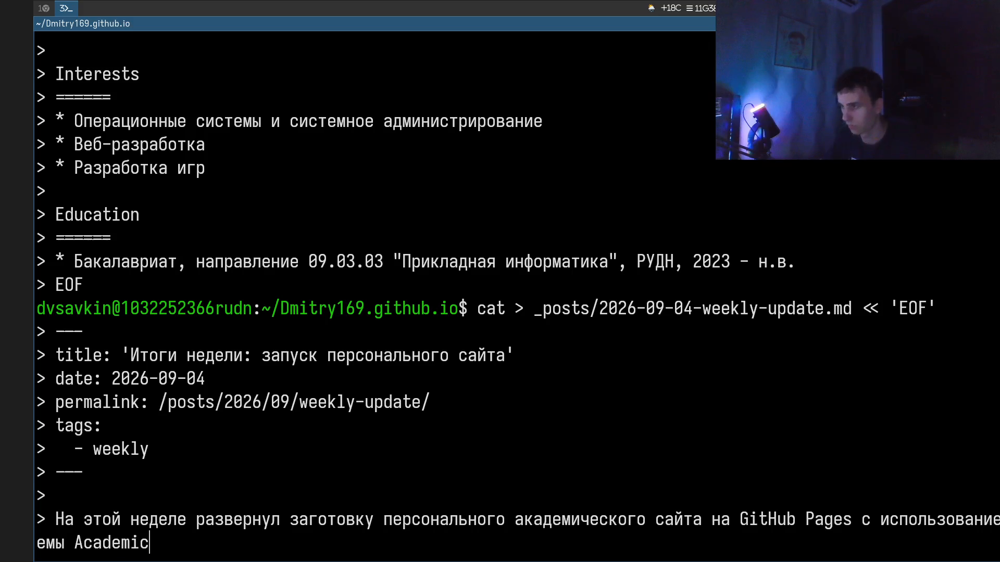 1
3
+18C
11G38
~/Dmitry169.github.io
>
> Interests
> ======
> * Операционные системы и системное администрирование
> * Веб-разработка
> * Разработка игр
>
> Education
> ======
> * Бакалавриат, направление 09.03.03 "Прикладная информатика", РУДН, 2023 - н.в.
> EOF
dvsavkin@1032252366rudn:~/Dmitry169.github.io$ cat > _posts/2026-09-04-weekly-update.md << 'EOF'
> ---
> title: 'Итоги недели: запуск персонального сайта'
> date: 2026-09-04
> permalink: /posts/2026/09/weekly-update/
> tags:
>   - weekly
> ---
>
> На этой неделе развернул заготовку персонального академического сайта на GitHub Pages с использование
емы Academic